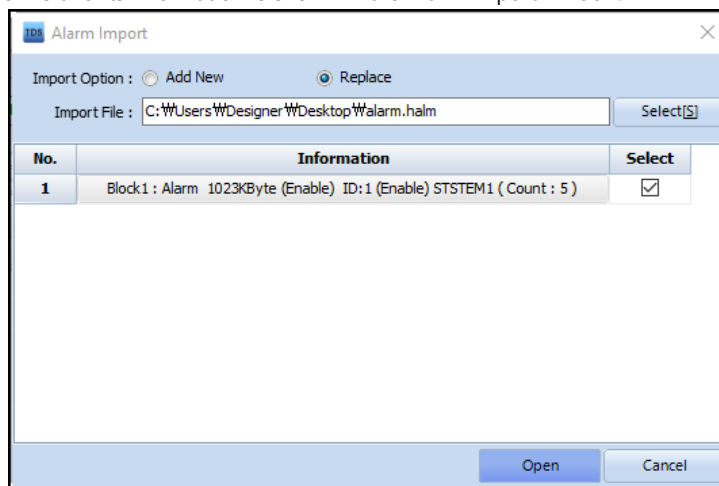 TDS Alarm Import
Import Option : Add New Replace
Import File : C:₩Users₩Designer₩Desktop₩alarm.halm Select[S]
No. Information Select
1 Block1 : Alarm 1023KByte (Enable) ID:1 (Enable) STSTEM1 ( Count : 5 )
Open Cancel